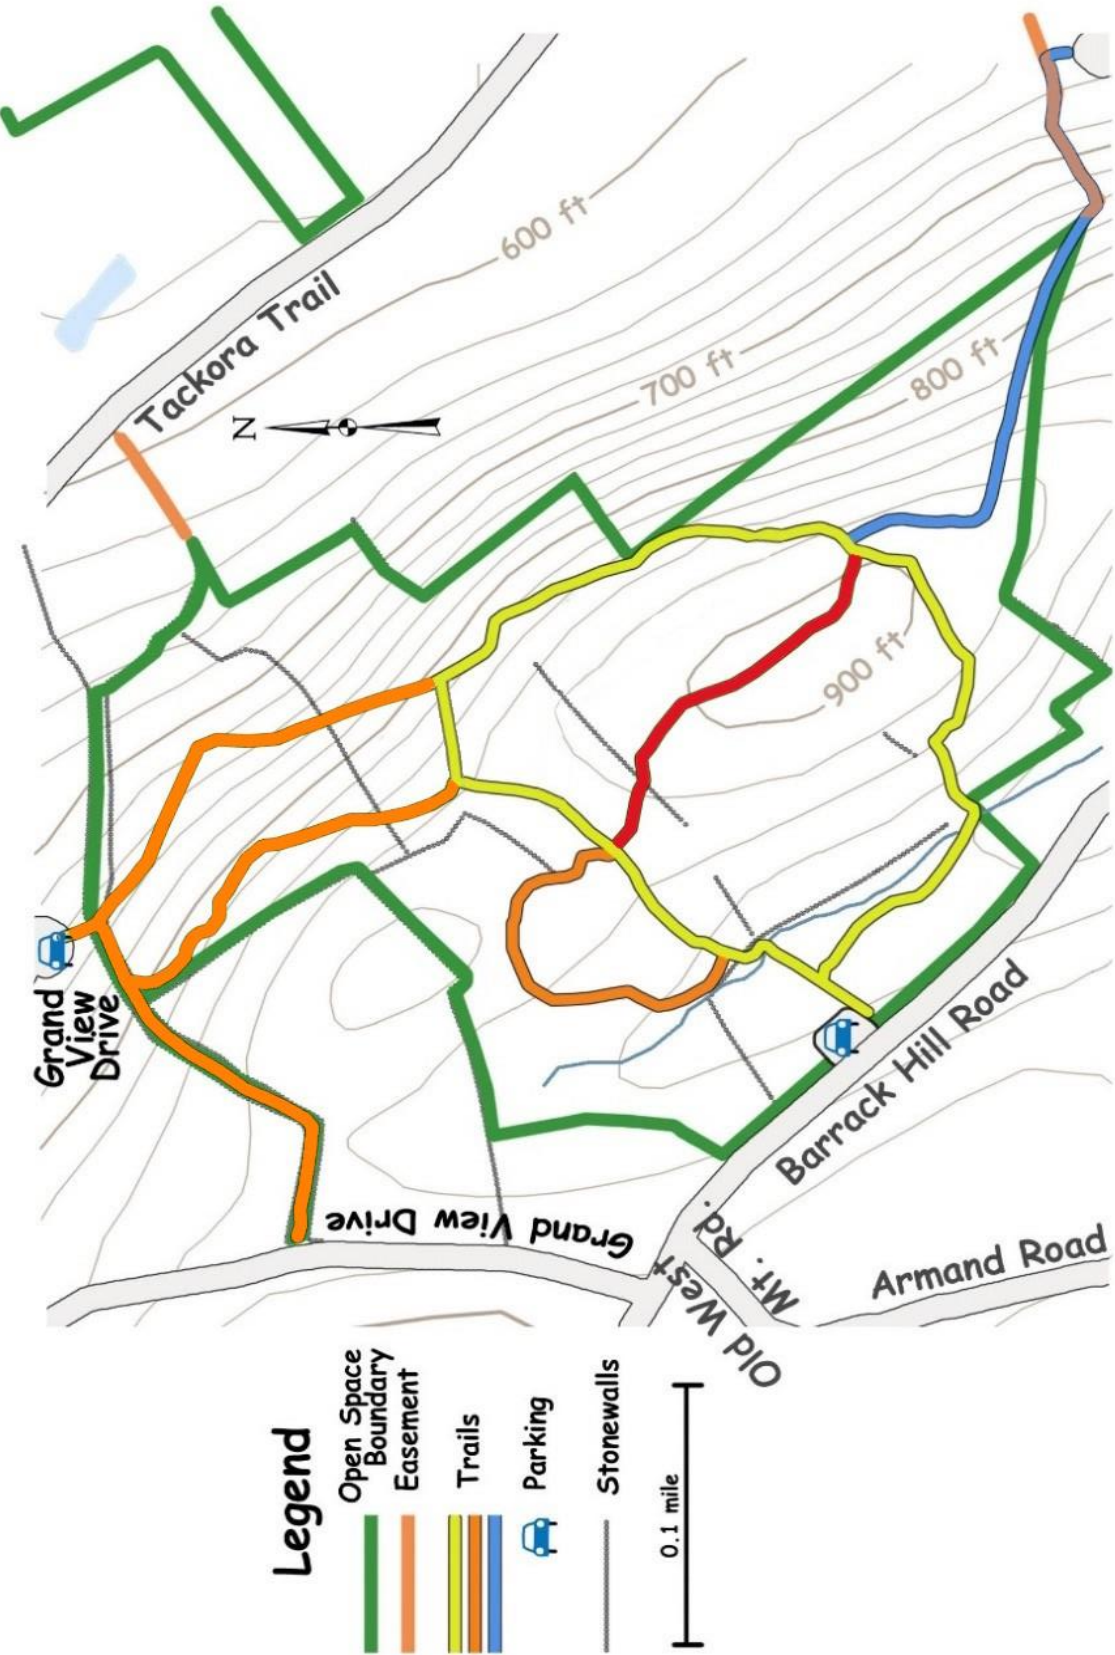 600 ft
Tackora Trail
700 ft
800 ft
N
900 ft
Grand
View
Drive
Barrack Hill Road
Grand View Drive
Old West
Mt. Rd.
Armand Road
Legend
Open Space
Boundary
Easement
Trails
Parking
Stonewalls
0.1 mile